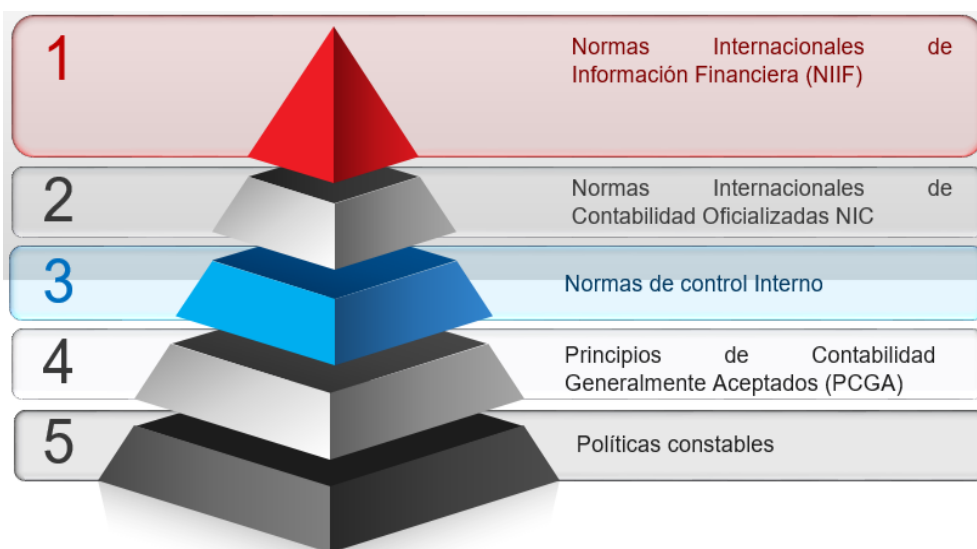 1
Normas Internacionales de
Información Financiera (NIIF)
2
Normas Internacionales de
Contabilidad Oficializadas NIC
3
Normas de control Interno
4
Principios de Contabilidad
Generalmente Aceptados (PCGA)
5
Políticas constables